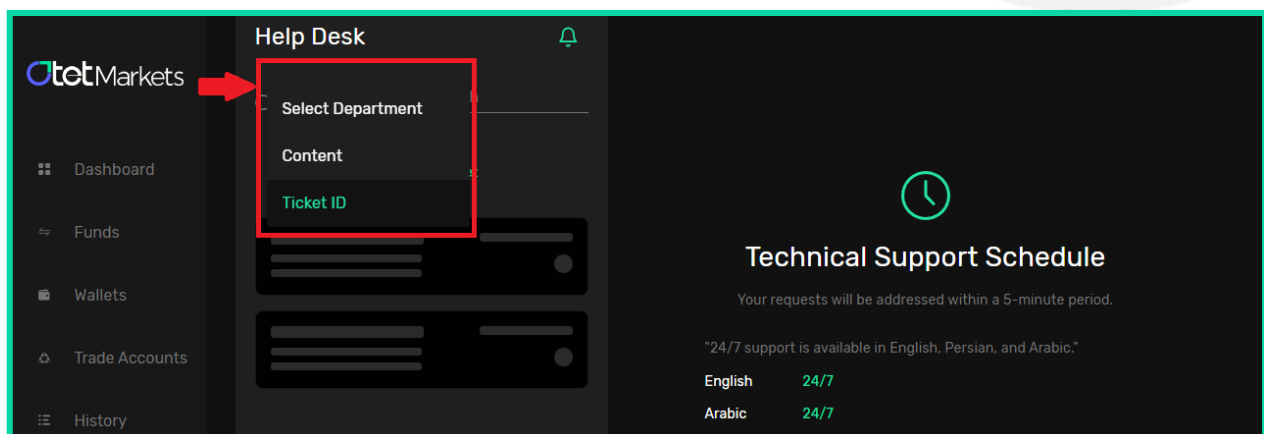 OtetMarkets
Dashboard
Funds
Wallets
Trade Accounts
History
Help Desk
Select Department
Content
Ticket ID
Technical Support Schedule
Your requests will be addressed within a 5-minute period.
"24/7 support is available in English, Persian, and Arabic."
English 24/7
Arabic 24/7